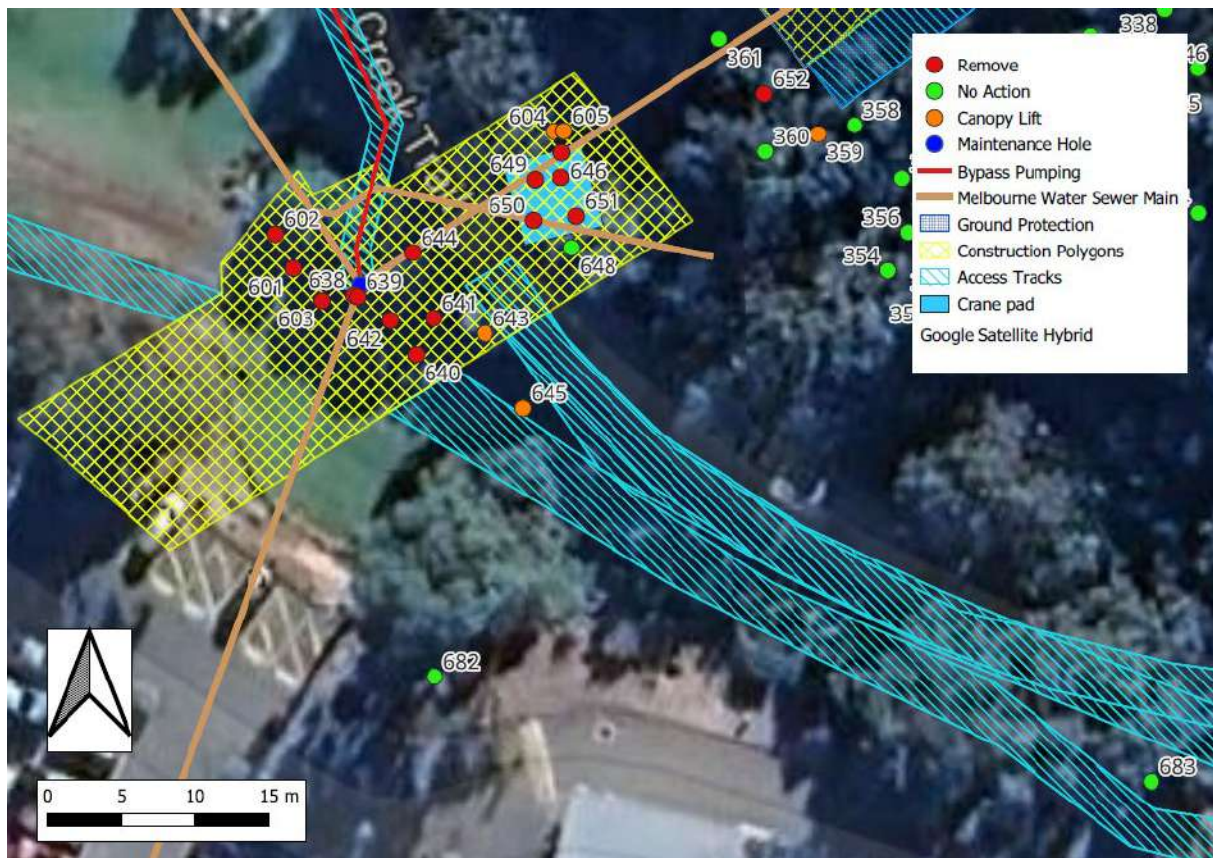 Creek Tra
338
46
361
652
358
360
359
356
354
604
605
649
646
650
651
648
602
644
601
638
639
603
641
643
642
640
645
682
683
Remove
No Action
Canopy Lift
Maintenance Hole
Bypass Pumping
Melbourne Water Sewer Main
Ground Protection
Construction Polygons
Access Tracks
Crane pad
Google Satellite Hybrid
0 5 10 15 m